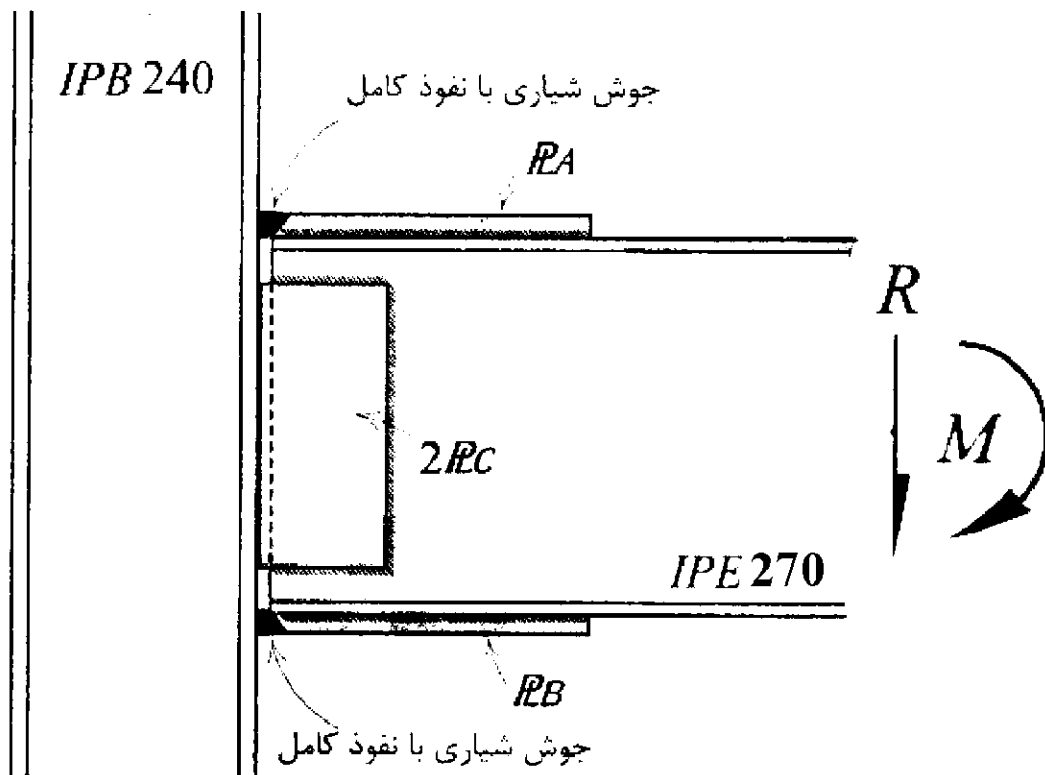 IPB 240
جوش شیاری با نفوذ کامل
PLA
R
M
2PLC
IPE 270
PLB
جوش شیاری با نفوذ کامل